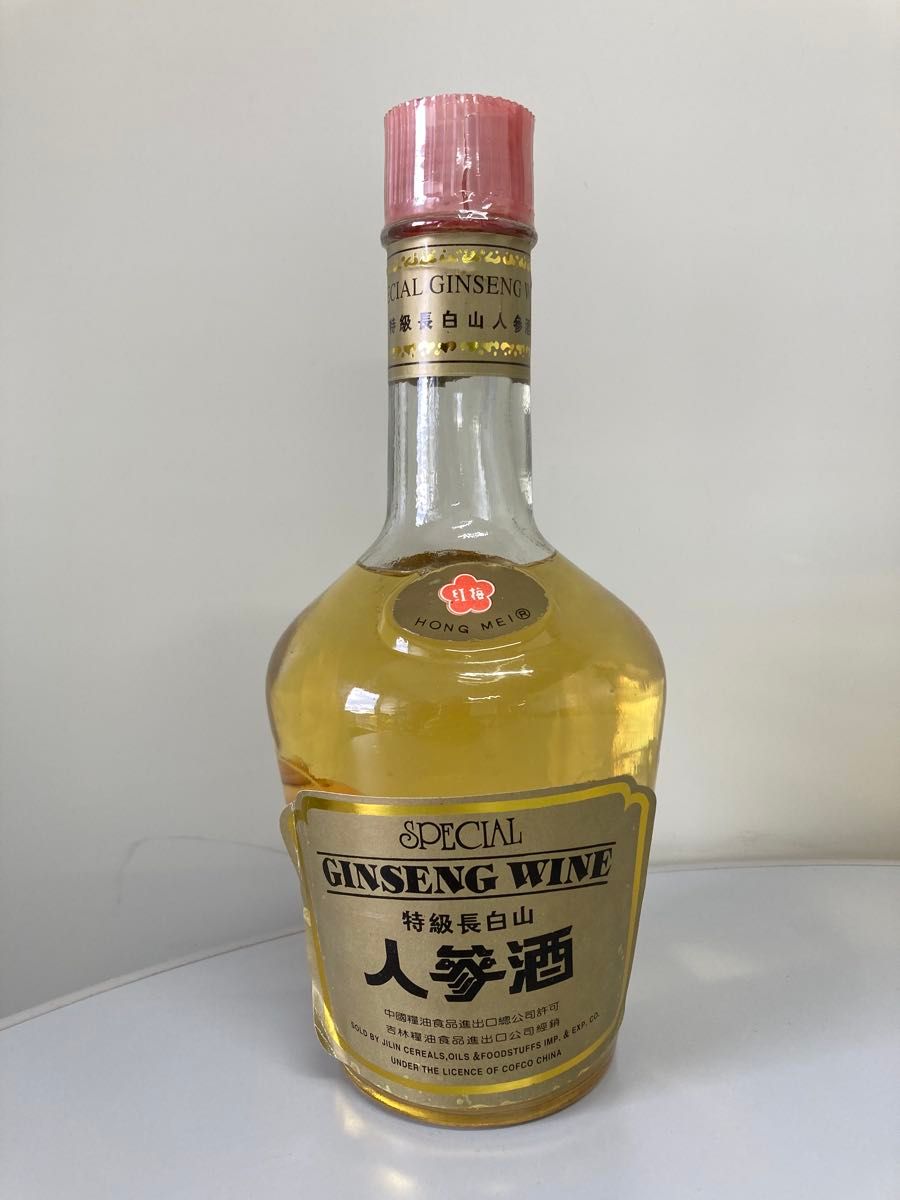 CIAL GINSENG W
特級長白山人參酒
红梅
HONG MEI®
SPECIAL
GINSENG WINE
特級長白山
人參酒
中國糧油食品進出口總公司許可
吉林糧油食品進出口公司經銷
SOLD BY JILIN CEREALS,OILS &FOODSTUFFS IMP. & EXP. CO.
UNDER THE LICENCE OF COFCO CHINA